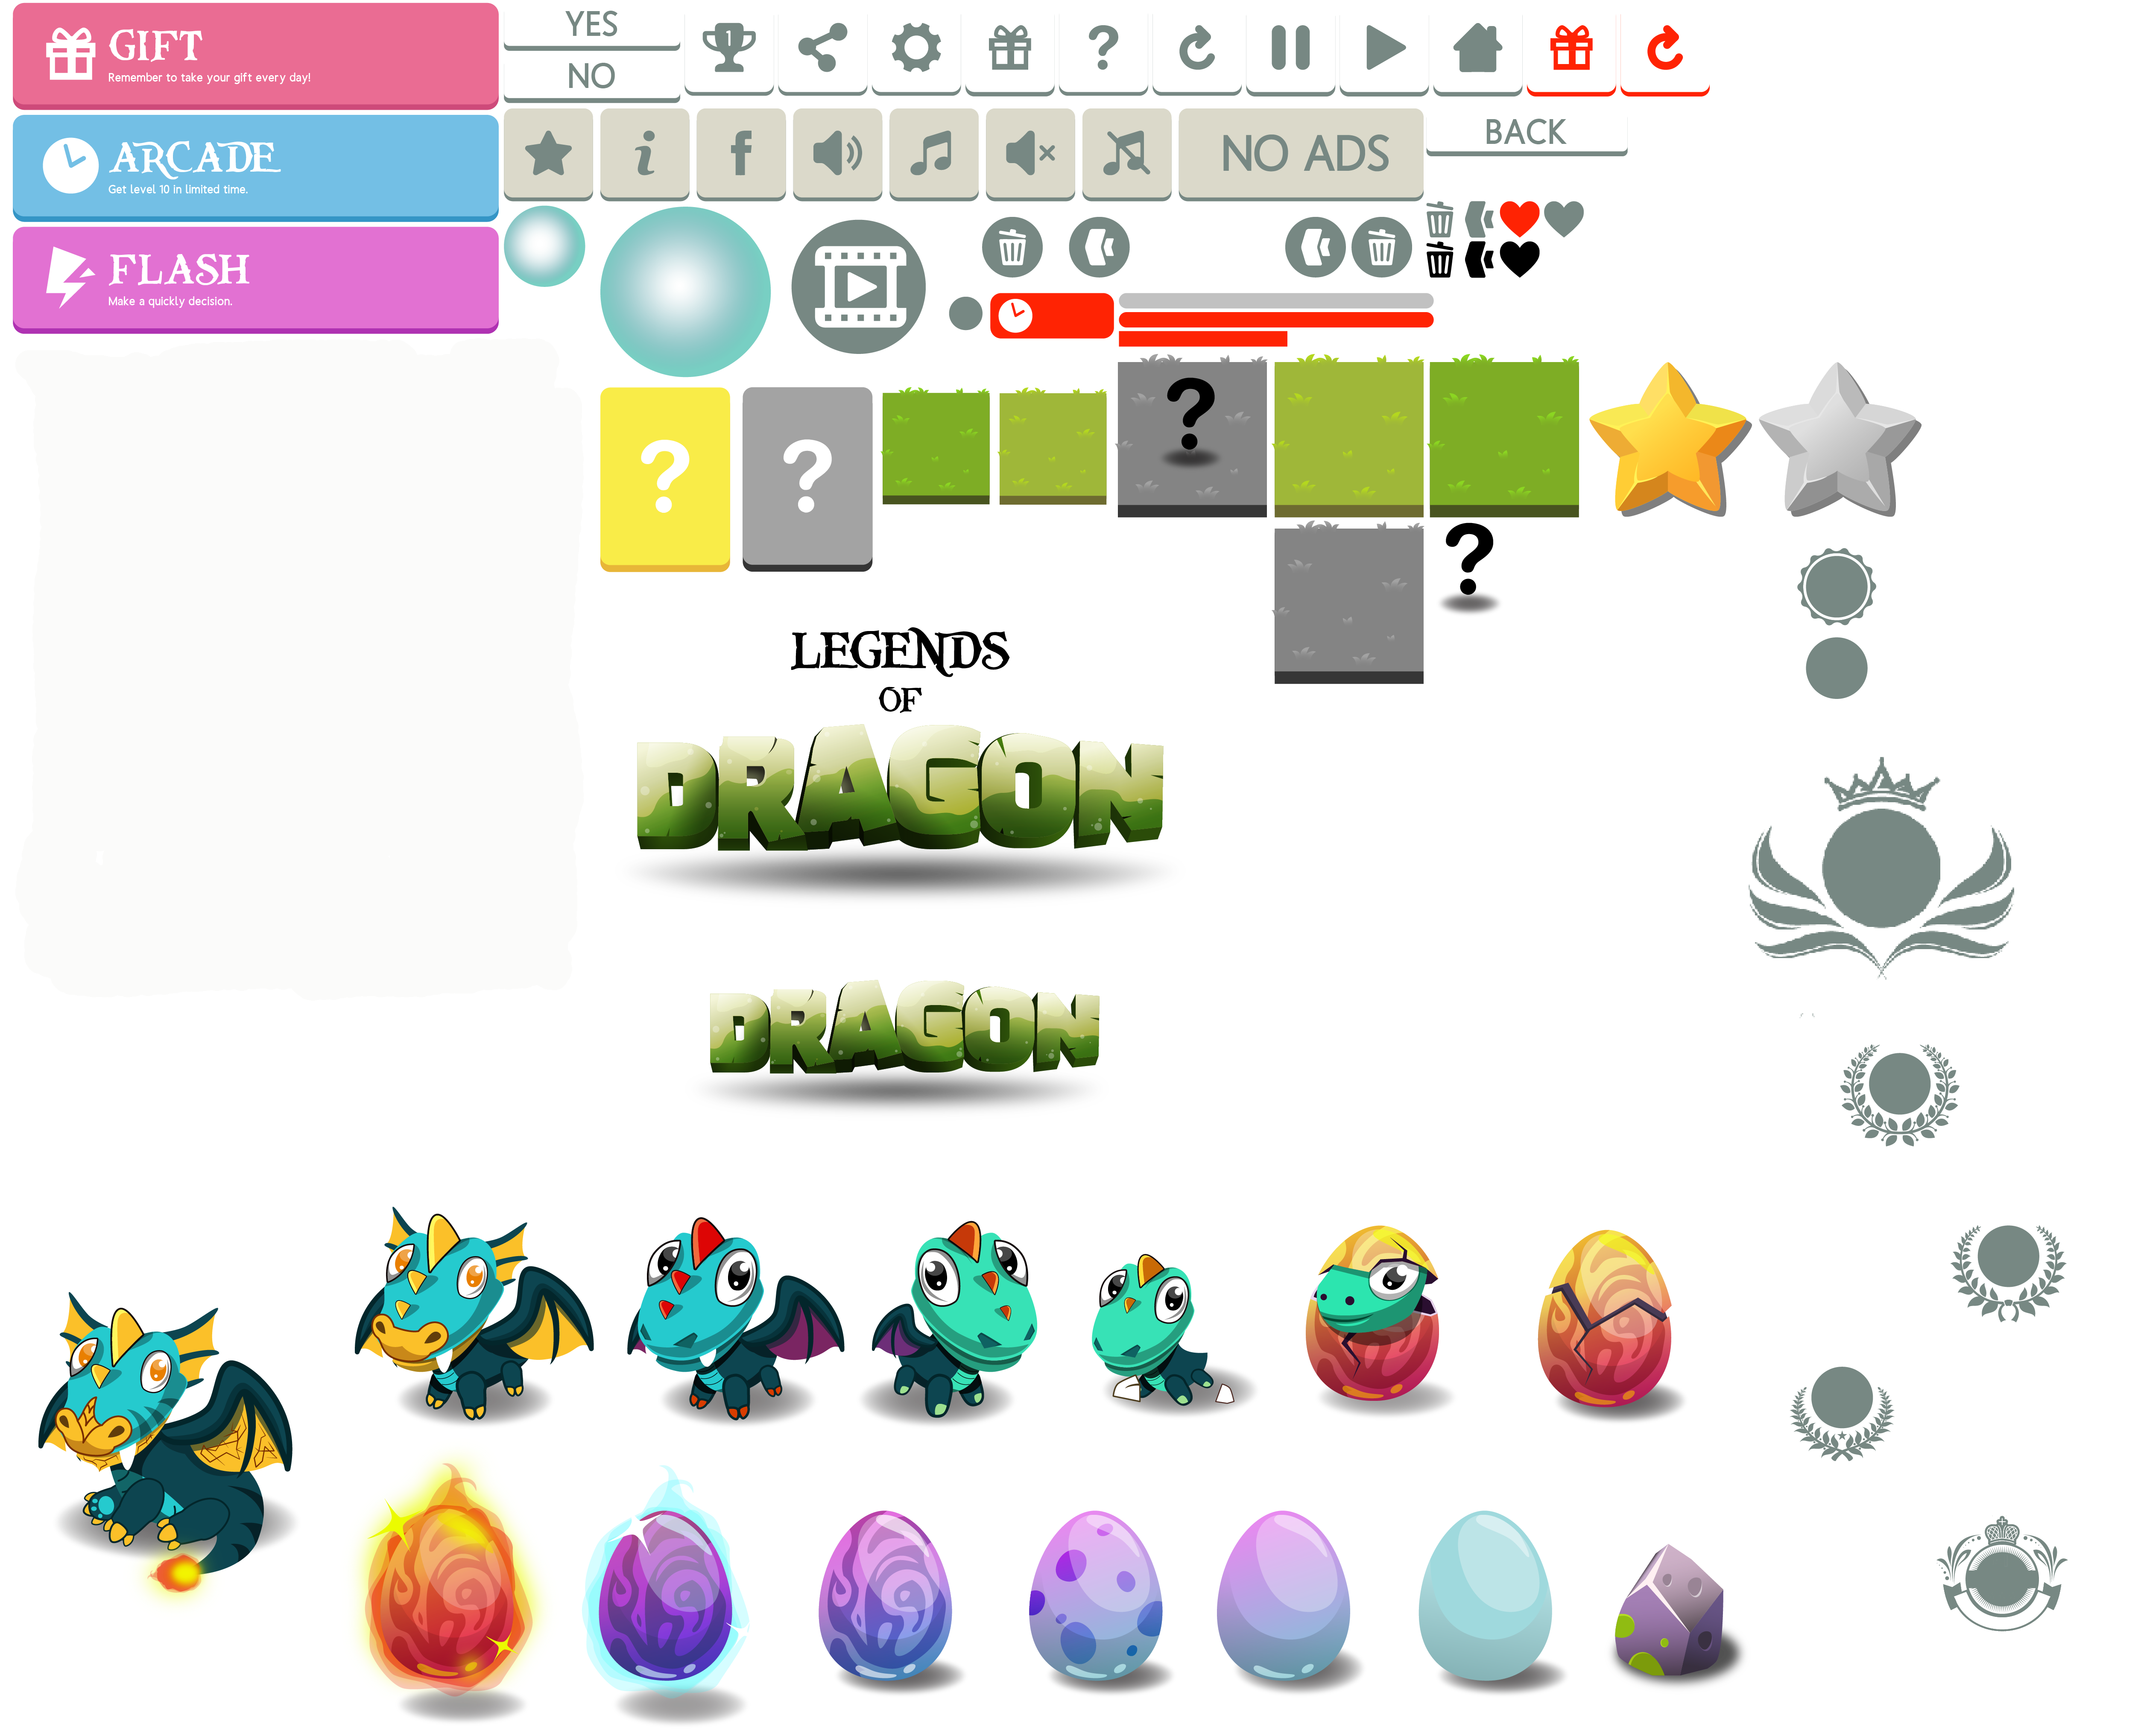 GIFT
Remember to take your gift every day!
YES
NO
1
?
ARCADE
Get level 10 in limited time.
i
f
NO ADS
BACK
FLASH
Make a quickly decision.
?
?
?
?
LEGENDS
OF
DRAGON
DRAGON